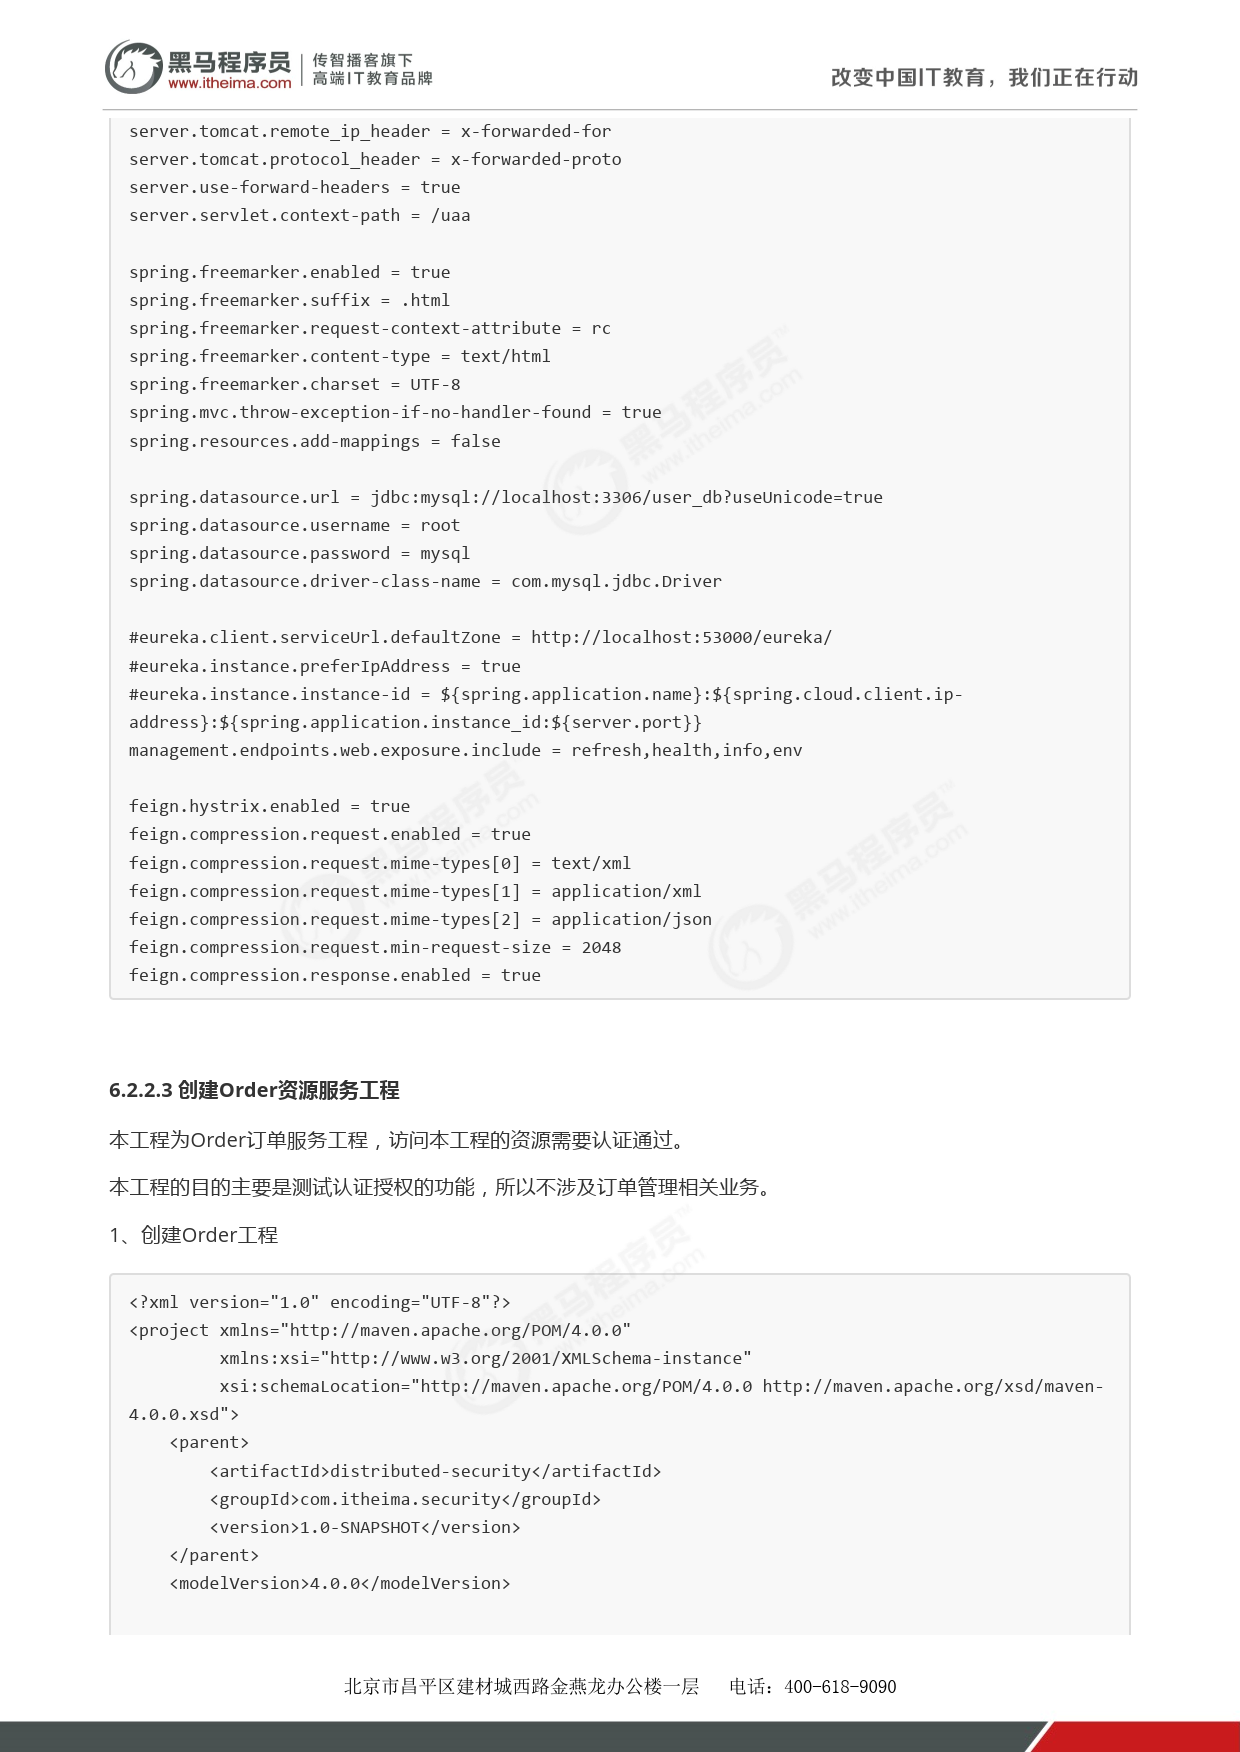 黑马程序员
www.itheima.com
传智播客旗下
高端IT教育品牌
改变中国IT教育，我们正在行动
server.tomcat.remote_ip_header = x-forwarded-for
server.tomcat.protocol_header = x-forwarded-proto
server.use-forward-headers = true
server.servlet.context-path = /uaa
spring.freemarker.enabled = true
spring.freemarker.suffix = .html
spring.freemarker.request-context-attribute = rc
spring.freemarker.content-type = text/html
spring.freemarker.charset = UTF-8
spring.mvc.throw-exception-if-no-handler-found = true
spring.resources.add-mappings = false
spring.datasource.url = jdbc:mysql://localhost:3306/user_db?useUnicode=true
spring.datasource.username = root
spring.datasource.password = mysql
spring.datasource.driver-class-name = com.mysql.jdbc.Driver
#eureka.client.serviceUrl.defaultZone = http://localhost:53000/eureka/
#eureka.instance.preferIpAddress = true
#eureka.instance.instance-id = ${spring.application.name}:${spring.cloud.client.ip-
address}:${spring.application.instance_id:${server.port}}
management.endpoints.web.exposure.include = refresh,health,info,env
feign.hystrix.enabled = true
feign.compression.request.enabled = true
feign.compression.request.mime-types[0] = text/xml
feign.compression.request.mime-types[1] = application/xml
feign.compression.request.mime-types[2] = application/json
feign.compression.request.min-request-size = 2048
feign.compression.response.enabled = true
6.2.2.3 创建Order资源服务工程
本工程为Order订单服务工程，访问本工程的资源需要认证通过。
本工程的目的主要是测试认证授权的功能，所以不涉及订单管理相关业务。
1、创建Order工程
<?xml version="1.0" encoding="UTF-8"?>
<project xmlns="http://maven.apache.org/POM/4.0.0"
xmlns:xsi="http://www.w3.org/2001/XMLSchema-instance"
xsi:schemaLocation="http://maven.apache.org/POM/4.0.0 http://maven.apache.org/xsd/maven-
4.0.0.xsd">
<parent>
<artifactId>distributed-security</artifactId>
<groupId>com.itheima.security</groupId>
<version>1.0-SNAPSHOT</version>
</parent>
<modelVersion>4.0.0</modelVersion>
北京市昌平区建材城西路金燕龙办公楼一层 电话：400-618-9090